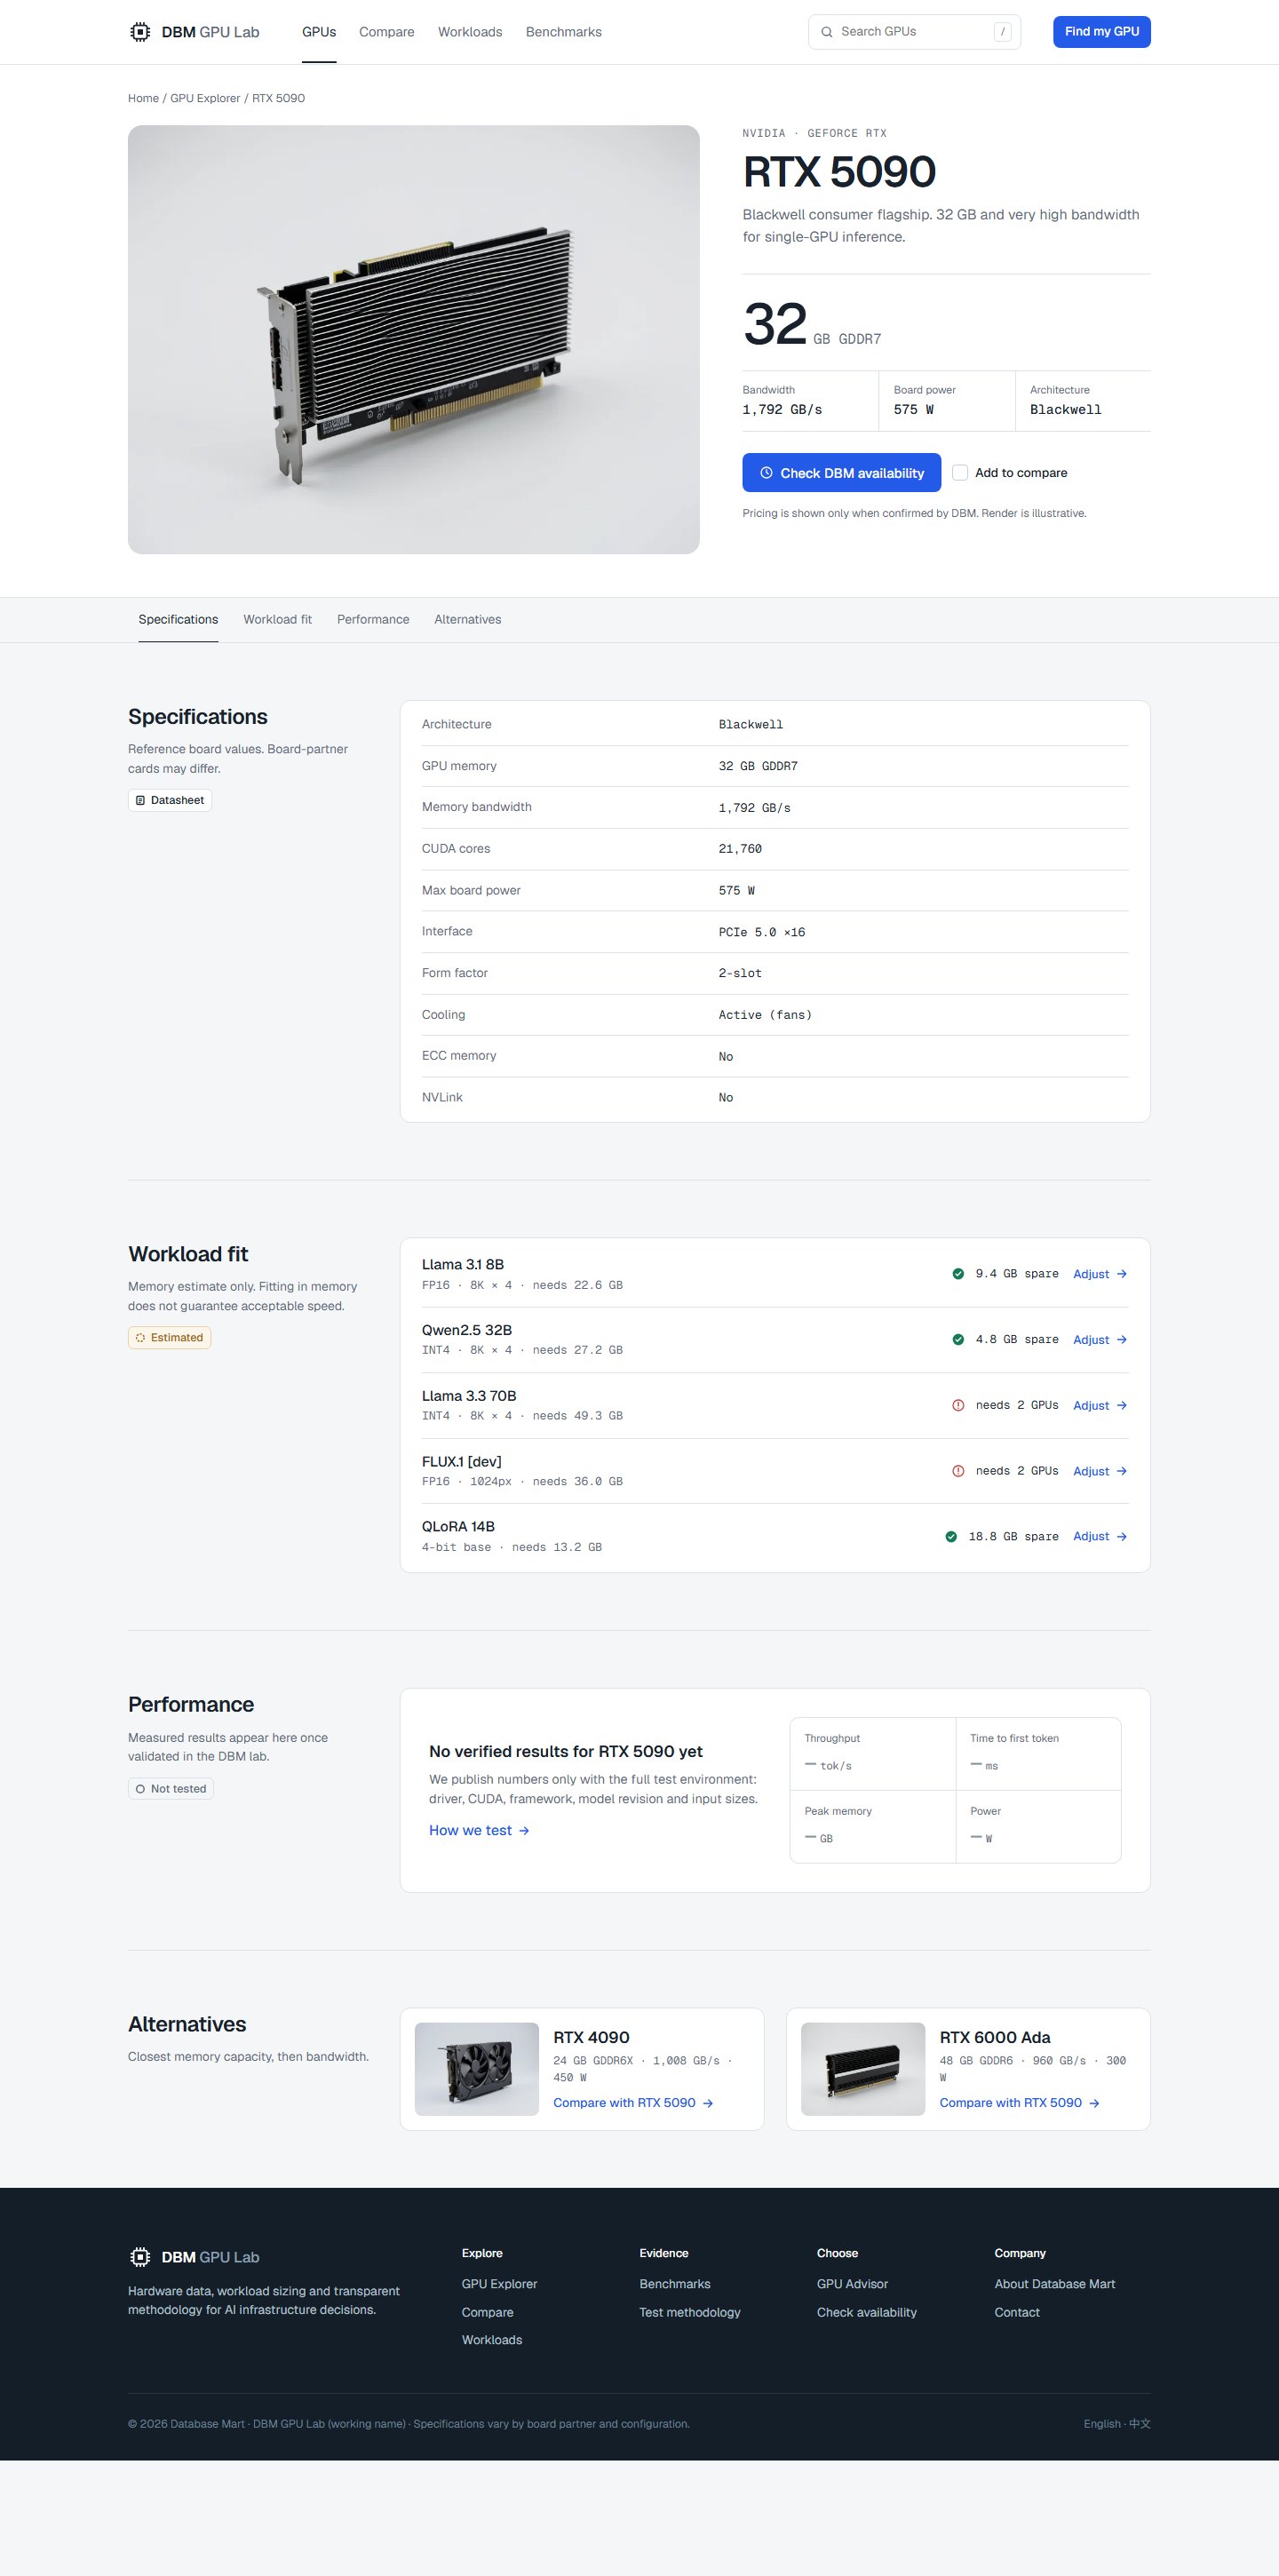 DBM GPU Lab
GPUs
Compare
Workloads
Benchmarks
Search GPUs
/
Find my GPU
Home / GPU Explorer / RTX 5090
NVIDIA · GEFORCE RTX
RTX 5090
Blackwell consumer flagship. 32 GB and very high bandwidth
for single-GPU inference.
32 GB GDDR7
Bandwidth
1,792 GB/s
Board power
575 W
Architecture
Blackwell
Check DBM availability
Add to compare
Pricing is shown only when confirmed by DBM. Render is illustrative.
Specifications
Workload fit
Performance
Alternatives
Specifications
Reference board values. Board-partner
cards may differ.
Datasheet
Architecture Blackwell
GPU memory 32 GB GDDR7
Memory bandwidth 1,792 GB/s
CUDA cores 21,760
Max board power 575 W
Interface PCIe 5.0 ×16
Form factor 2-slot
Cooling Active (fans)
ECC memory No
NVLink No
Workload fit
Memory estimate only. Fitting in memory
does not guarantee acceptable speed.
Estimated
Llama 3.1 8B
FP16 · 8K × 4 · needs 22.6 GB
9.4 GB spare Adjust →
Qwen2.5 32B
INT4 · 8K × 4 · needs 27.2 GB
4.8 GB spare Adjust →
Llama 3.3 70B
INT4 · 8K × 4 · needs 49.3 GB
needs 2 GPUs Adjust →
FLUX.1 [dev]
FP16 · 1024px · needs 36.0 GB
needs 2 GPUs Adjust →
QLoRA 14B
4-bit base · needs 13.2 GB
18.8 GB spare Adjust →
Performance
Measured results appear here once
validated in the DBM lab.
Not tested
No verified results for RTX 5090 yet
We publish numbers only with the full test environment:
driver, CUDA, framework, model revision and input sizes.
How we test →
Throughput
— tok/s
Time to first token
— ms
Peak memory
— GB
Power
— W
Alternatives
Closest memory capacity, then bandwidth.
RTX 4090
24 GB GDDR6X · 1,008 GB/s ·
450 W
Compare with RTX 5090 →
RTX 6000 Ada
48 GB GDDR6 · 960 GB/s · 300
W
Compare with RTX 5090 →
DBM GPU Lab
Hardware data, workload sizing and transparent
methodology for AI infrastructure decisions.
Explore
GPU Explorer
Compare
Workloads
Evidence
Benchmarks
Test methodology
Choose
GPU Advisor
Check availability
Company
About Database Mart
Contact
© 2026 Database Mart · DBM GPU Lab (working name) · Specifications vary by board partner and configuration.
English · 中文